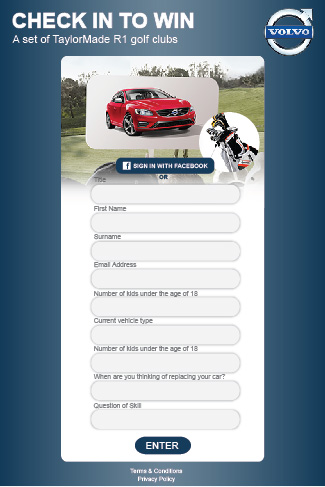 CHECK IN TO WIN
A set of TaylorMade R1 golf clubs
VOLVO
f SIGN IN WITH FACEBOOK
OR
Title
First Name
Surname
Email Address
Number of kids under the age of 18
Current vehicle type
Number of kids under the age of 18
When are you thinking of replacing your car?
Question of Skill
ENTER
Terms & Conditions
Privacy Policy